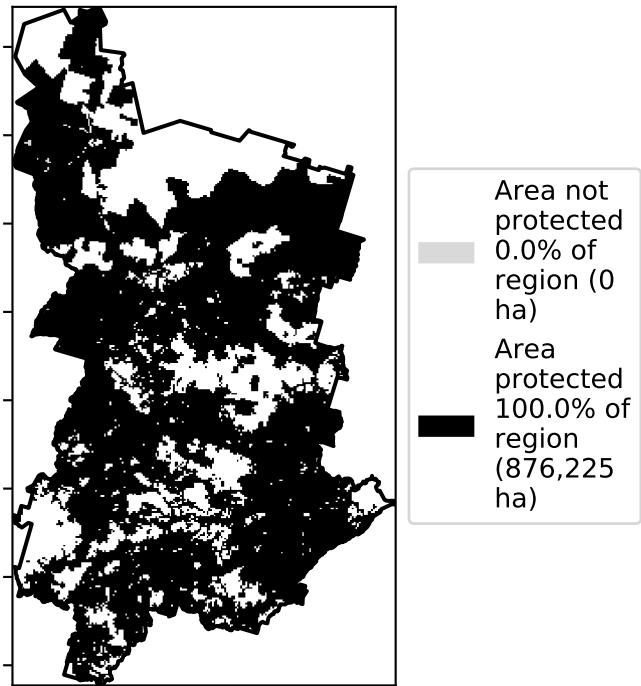 Area not
protected
0.0% of
region (0
ha)
Area
protected
100.0% of
region
(876,225
ha)